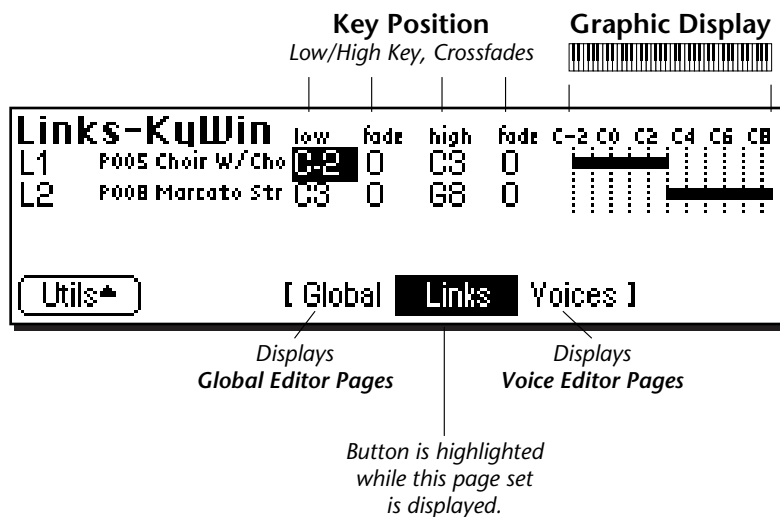 Key Position
Low/High Key, Crossfades
Graphic Display
Links-KyWin low fade high fade C-2 C0 C2 C4 C6 C8
L1 P005 Choir W/Cho C-2 0 C3 0
L2 P008 Marcato Str C3 0 G8 0
Utils [ Global Links Voices ]
Displays
Global Editor Pages
Displays
Voice Editor Pages
Button is highlighted
while this page set
is displayed.